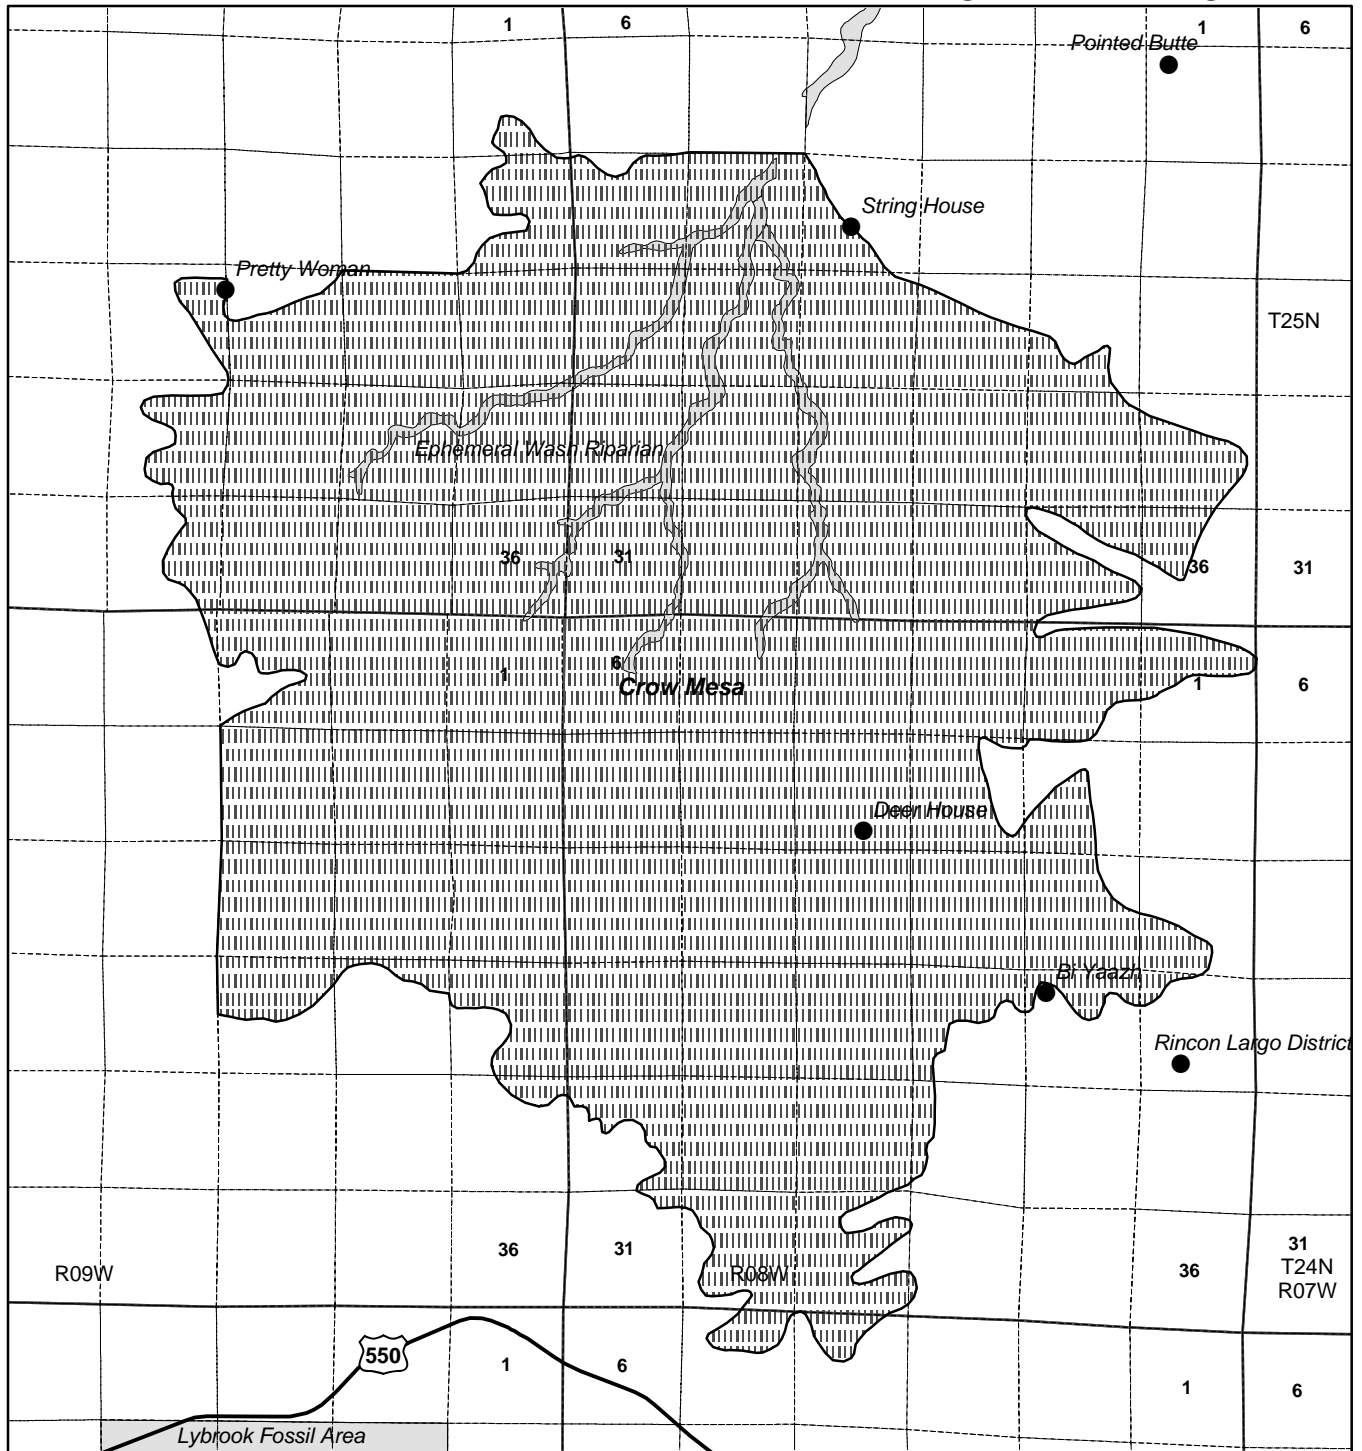 1 6 1 6
Pointed Butte
String House
Pretty Woman
T25N
Ephemeral Wash Riparian
36 31 36 31
1 6 1 6
Crow Mesa
Deer House
Bi Yaazh
Rincon Largo District
36 31 36 31
R09W R08W T24N
R07W
550
1 6 1 6
Lybrook Fossil Area